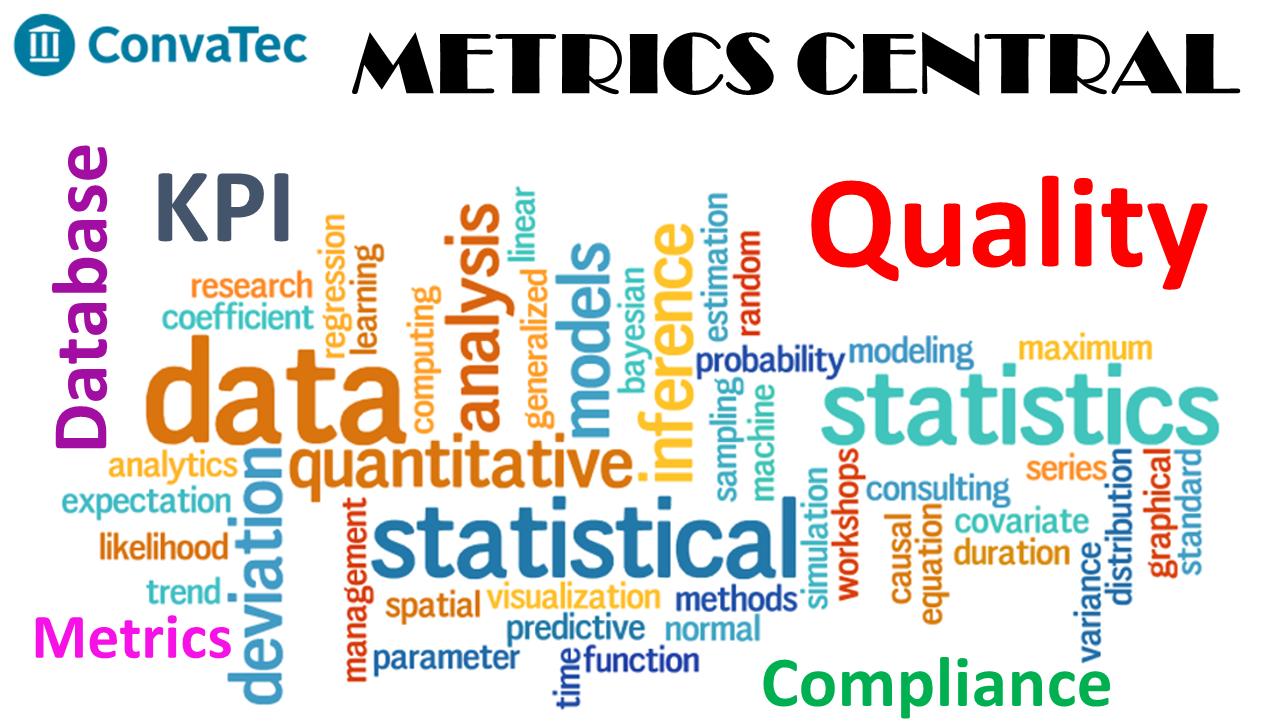 ConvaTec
METRICS CENTRAL
Database
KPI
Quality
research
coefficient
regression
learning
computing
analysis
linear
generalized
models
bayesian
inference
estimation
random
probability
modeling
maximum
data
statistics
sampling
machine
analytics
quantitative
expectation
likelihood
trend
deviation
Metrics
management
statistical
simulation
workshops
consulting
series
causal
equation
covariate
duration
variance
distribution
graphical
standard
spatial
visualization
methods
predictive
normal
parameter
time
function
Compliance